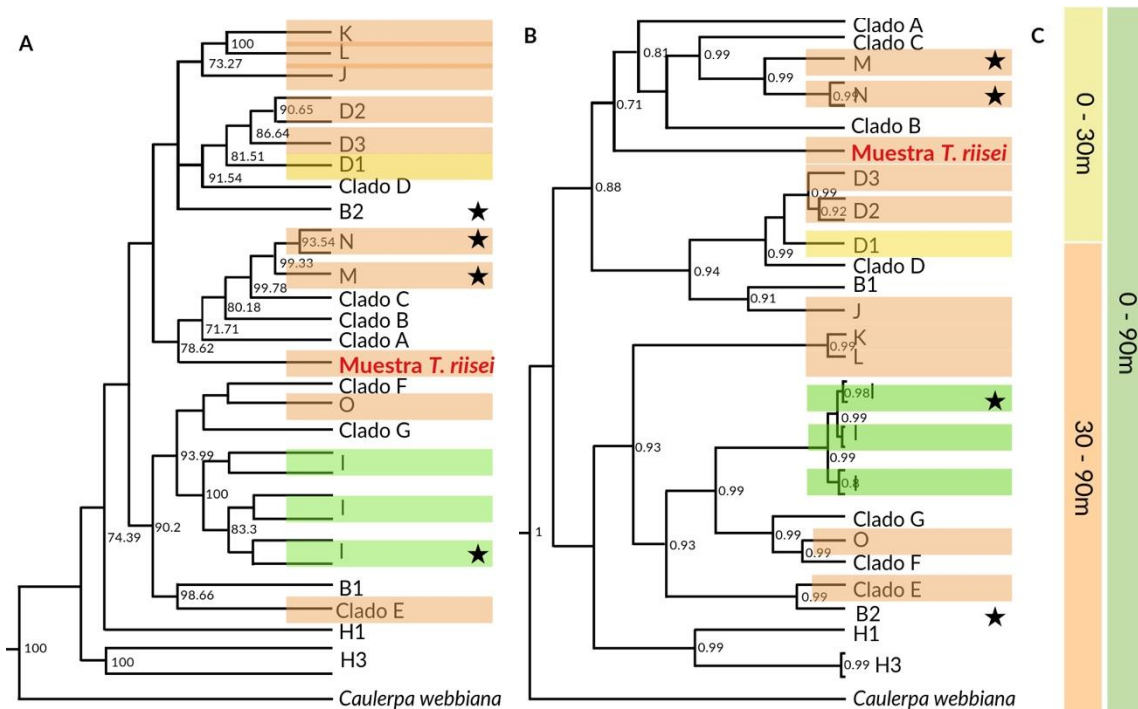 A
K
100
L
73.27
J
90.65
D2
86.64
D3
81.51
D1
91.54
Clado D
B2
93.54
N
99.33
M
99.78
Clado C
80.18
Clado B
71.71
Clado A
78.62
Muestra T. riisei
Clado F
O
Clado G
93.99
I
100
I
83.3
I
74.39
90.2
B1
98.66
Clado E
H1
100
100
H3
Caulerpa webbiana
B
Clado A
0.81
Clado C
0.99
M
0.99
0.99
N
0.71
Clado B
Muestra T. riisei
0.88
D3
0.99
0.92
D2
D1
0.99
Clado D
0.94
B1
0.91
J
K
0.99
L
0.98
I
0.99
I
0.93
0.99
0.8
I
0.99
Clado G
1
0.93
O
0.99
0.99
Clado F
Clado E
0.99
B2
H1
0.99
0.99
H3
Caulerpa webbiana
C
0 - 30m
30 - 90m
0 - 90m